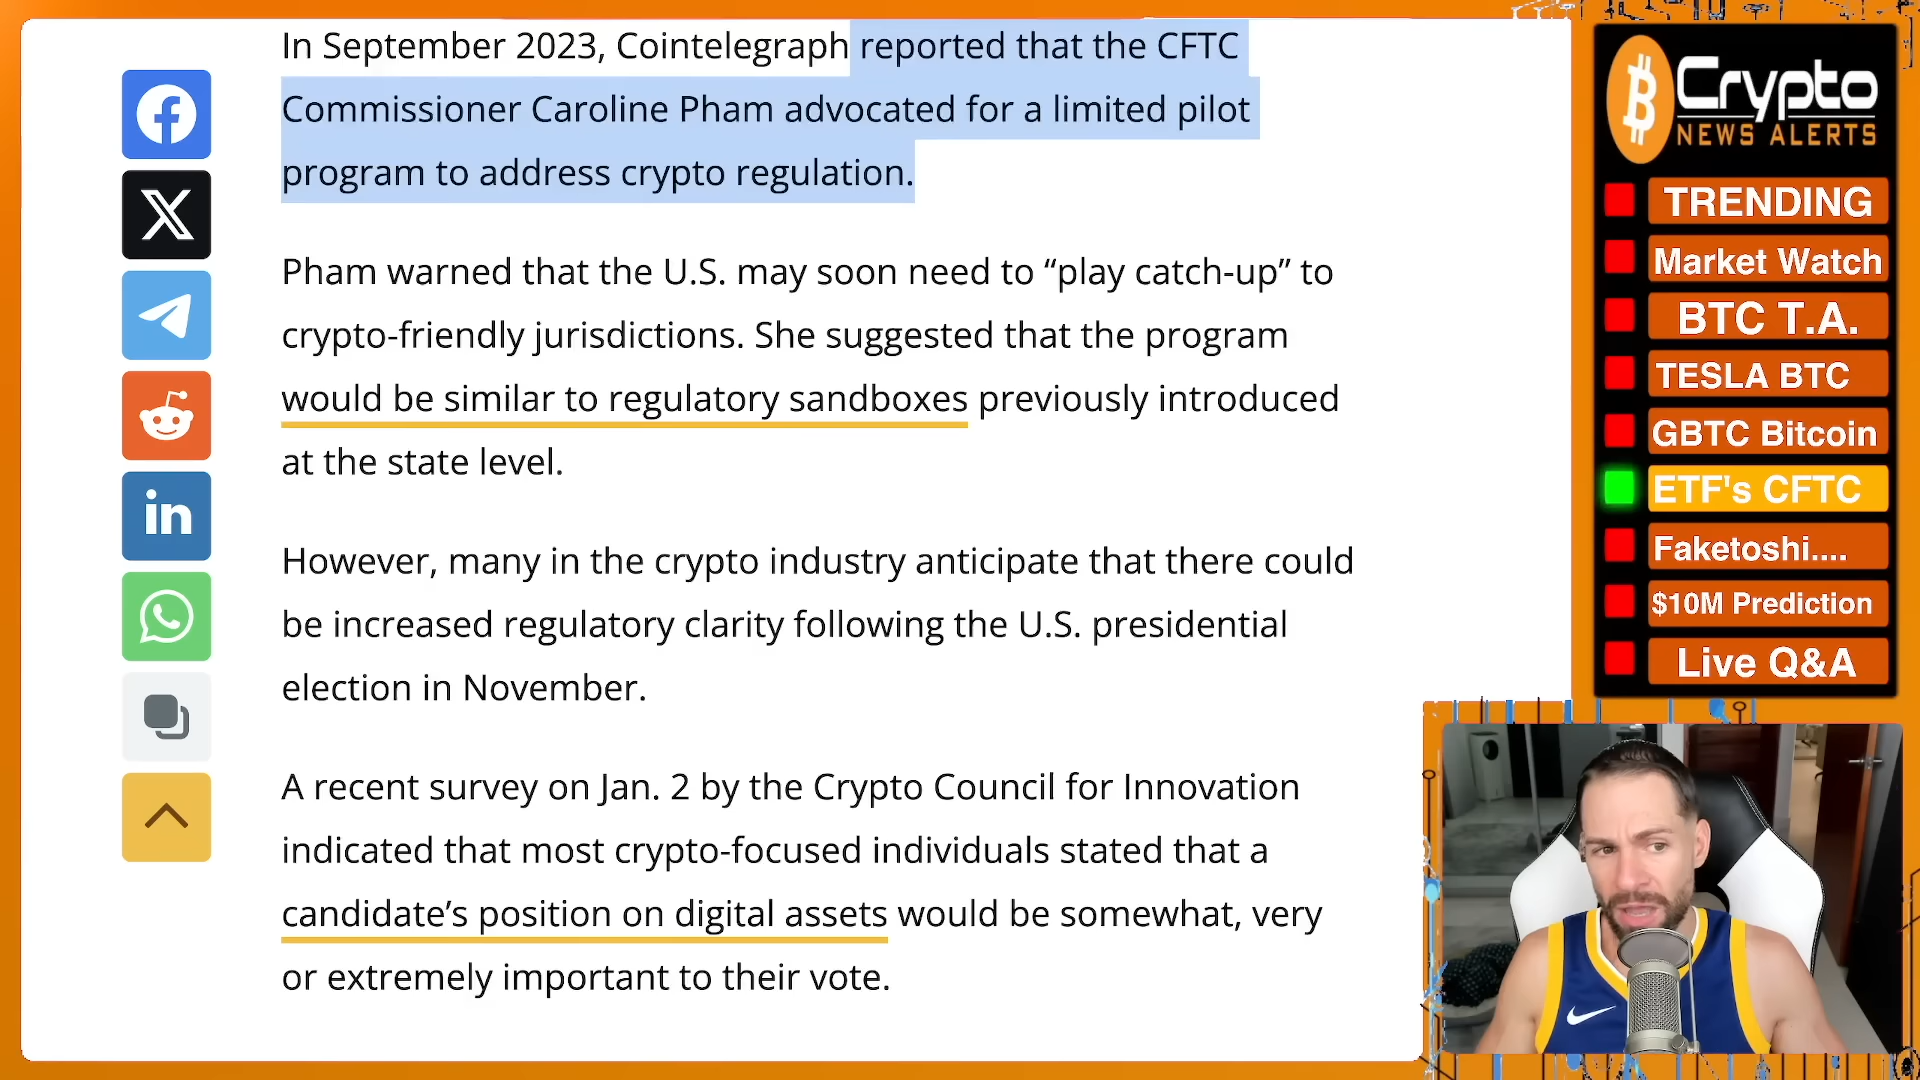 In September 2023, Cointelegraph reported that the CFTC
Commissioner Caroline Pham advocated for a limited pilot
program to address crypto regulation.
Pham warned that the U.S. may soon need to “play catch-up” to
crypto-friendly jurisdictions. She suggested that the program
would be similar to regulatory sandboxes previously introduced
at the state level.
However, many in the crypto industry anticipate that there could
be increased regulatory clarity following the U.S. presidential
election in November.
A recent survey on Jan. 2 by the Crypto Council for Innovation
indicated that most crypto-focused individuals stated that a
candidate’s position on digital assets would be somewhat, very
or extremely important to their vote.
in
Crypto
NEWS ALERTS
TRENDING
Market Watch
BTC T.A.
TESLA BTC
GBTC Bitcoin
ETF's CFTC
Faketoshi....
$10M Prediction
Live Q&A